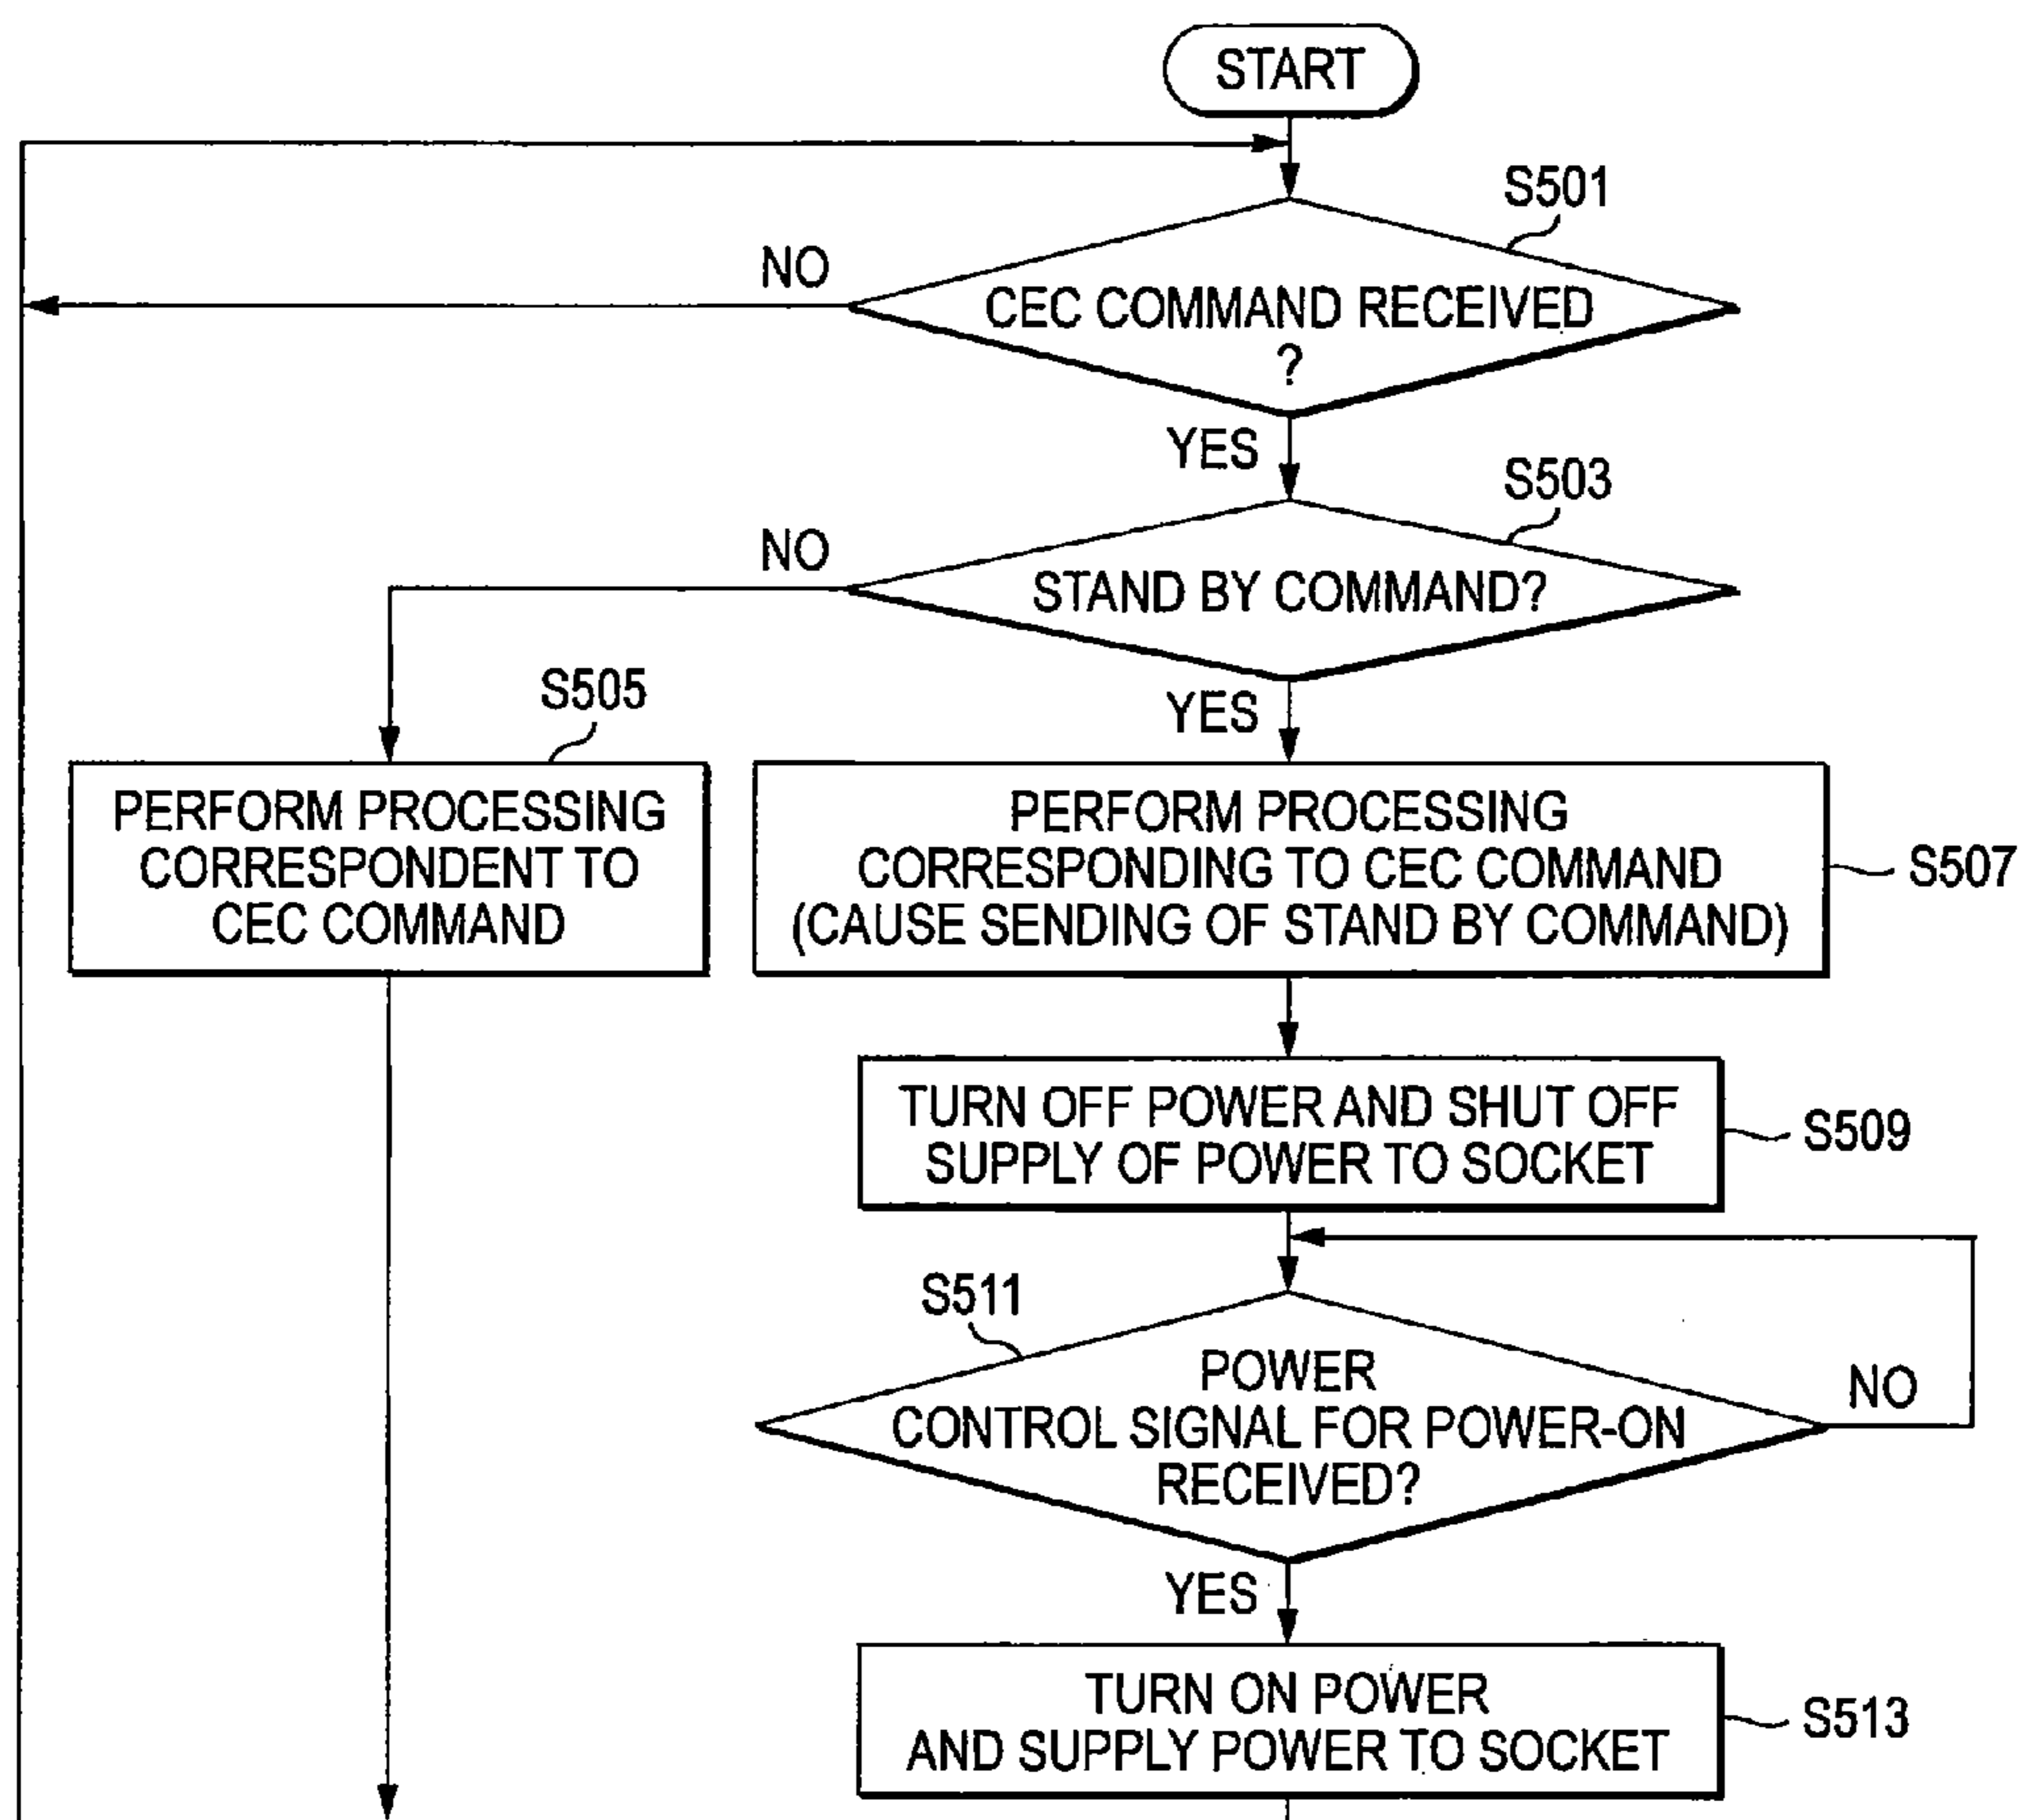 START
S501
NO
CEC COMMAND RECEIVED
?
YES
S503
NO
STAND BY COMMAND?
YES
S505
PERFORM PROCESSING
CORRESPONDENT TO
CEC COMMAND
PERFORM PROCESSING
CORRESPONDING TO CEC COMMAND
(CAUSE SENDING OF STAND BY COMMAND)
S507
TURN OFF POWER AND SHUT OFF
SUPPLY OF POWER TO SOCKET
S509
S511
POWER
CONTROL SIGNAL FOR POWER-ON
RECEIVED?
NO
YES
TURN ON POWER
AND SUPPLY POWER TO SOCKET
S513